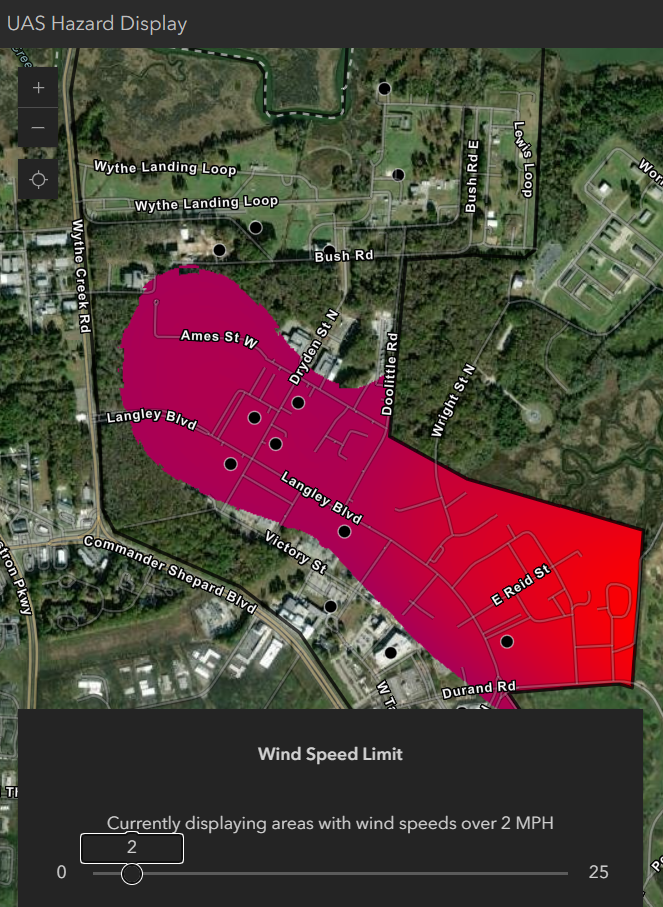 UAS Hazard Display
+
−
Wythe Landing Loop
Wythe Landing Loop
Bush Rd E
Lewis Loop
Wythe Creek Rd
Bush Rd
Ames St W
Dryden St N
Doolittle Rd
Wright St N
Langley Blvd
Langley Blvd
Victory St
Commander Shepard Blvd
E Reid St
Durand Rd
Wind Speed Limit
Currently displaying areas with wind speeds over 2 MPH
2
0
25